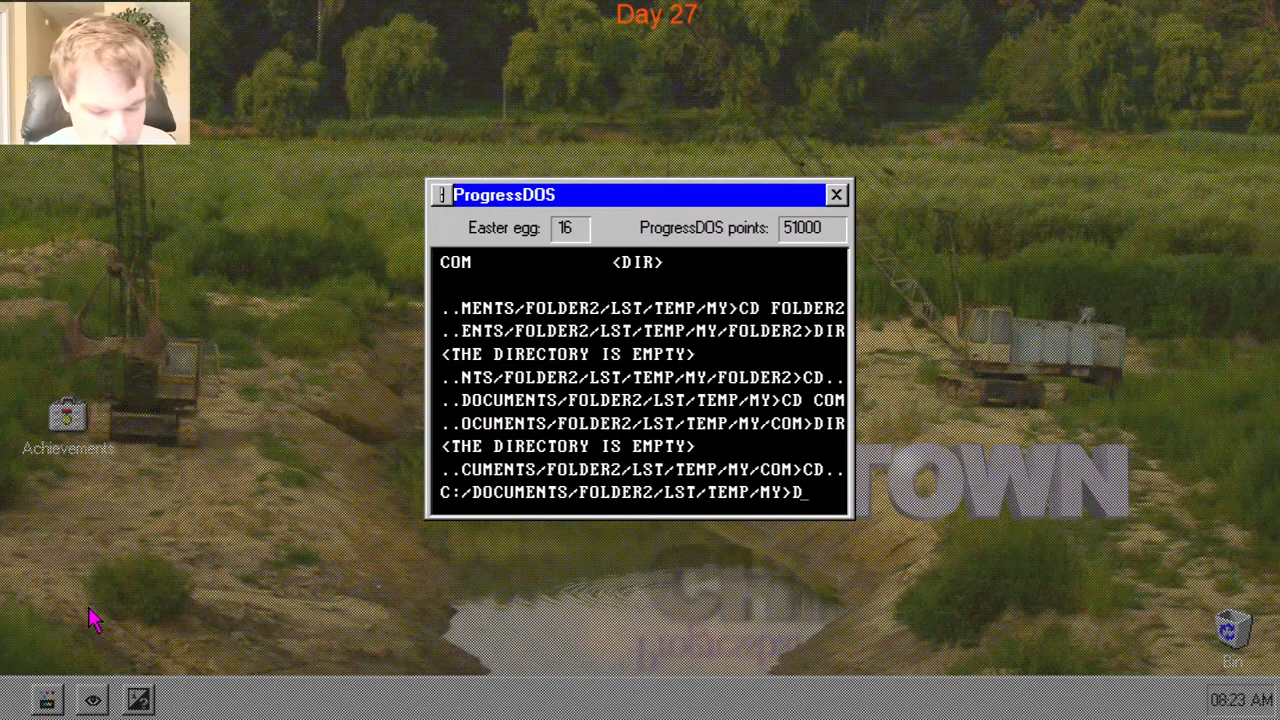 Day 27
ProgressDOS
Easter egg: 16 ProgressDOS points: 51000
COM <DIR>
..MENTS/FOLDER2/LST/TEMP/MY>CD FOLDER2
..ENTS/FOLDER2/LST/TEMP/MY/FOLDER2>DIR
<THE DIRECTORY IS EMPTY>
..NTS/FOLDER2/LST/TEMP/MY/FOLDER2>CD..
..DOCUMENTS/FOLDER2/LST/TEMP/MY>CD COM
..OCUMENTS/FOLDER2/LST/TEMP/MY/COM>DIR
<THE DIRECTORY IS EMPTY>
..CUMENTS/FOLDER2/LST/TEMP/MY/COM>CD..
C:/DOCUMENTS/FOLDER2/LST/TEMP/MY>D_
Achievements
TOWN
Bin
08:23 AM